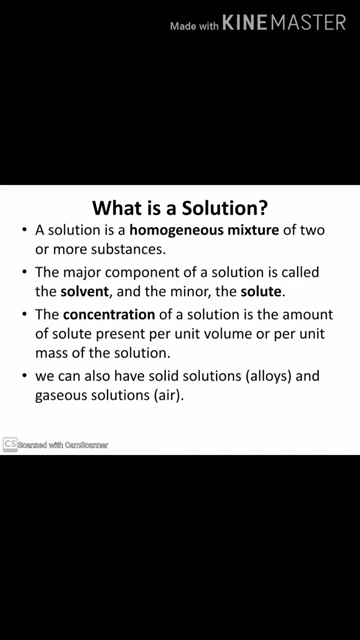 Made with KINEMASTER
What is a Solution?
• A solution is a homogeneous mixture of two
or more substances.
• The major component of a solution is called
the solvent, and the minor, the solute.
• The concentration of a solution is the amount
of solute present per unit volume or per unit
mass of the solution.
• we can also have solid solutions (alloys) and
gaseous solutions (air).
CS Scanned with CamScanner